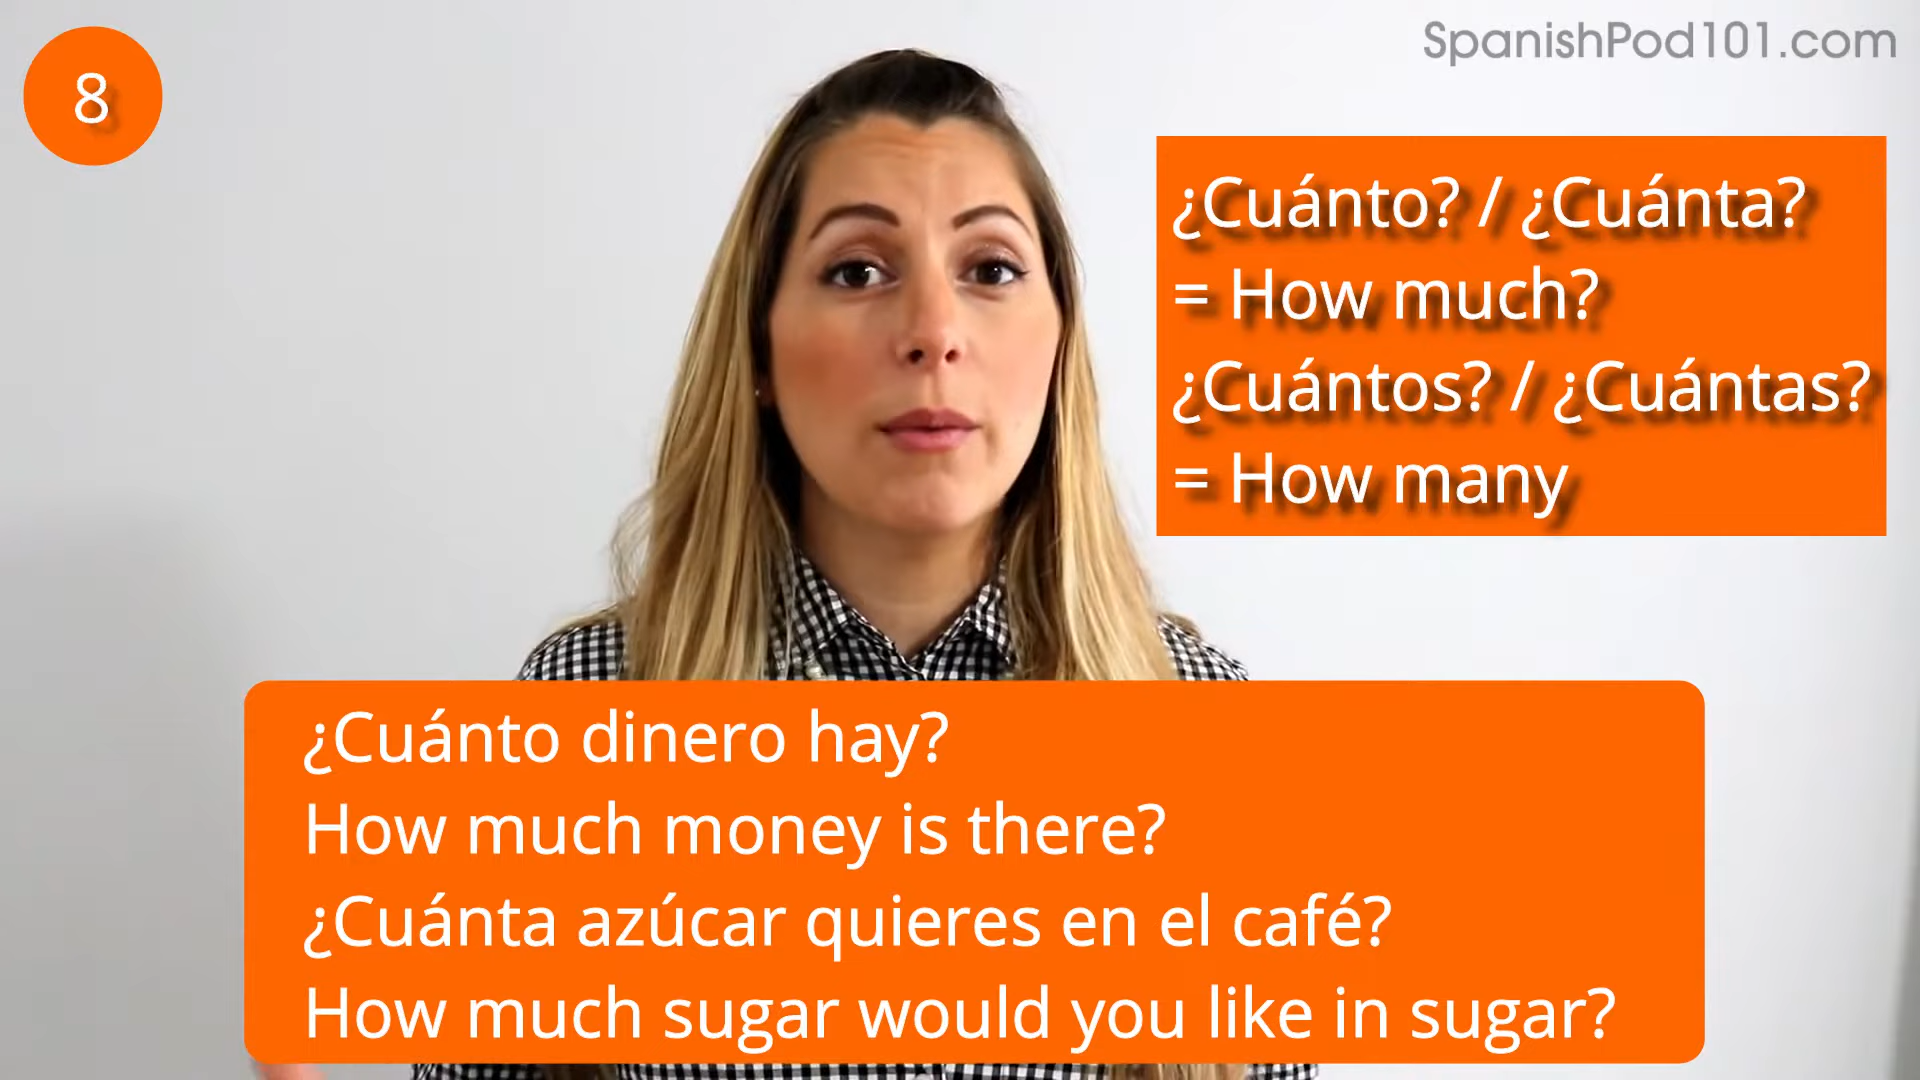 8
SpanishPod101.com
¿Cuánto? / ¿Cuánta?
= How much?
¿Cuántos? / ¿Cuántas?
= How many
¿Cuánto dinero hay?
How much money is there?
¿Cuánta azúcar quieres en el café?
How much sugar would you like in sugar?